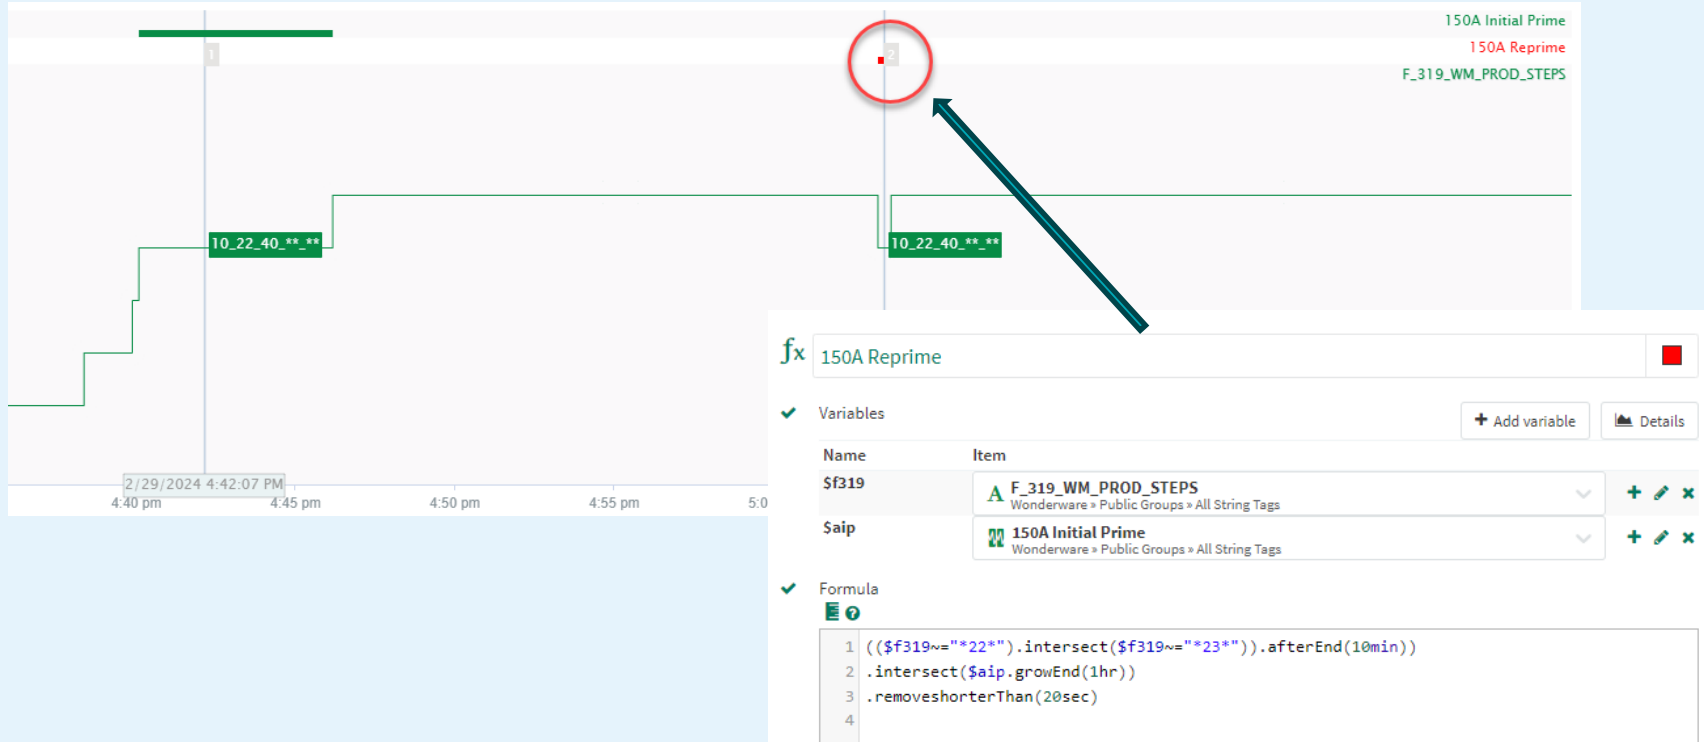 150A Initial Prime
150A Reprime
F_319_WM_PROD_STEPS
1
2
10_22_40_**_**
10_22_40_**_**
2/29/2024 4:42:07 PM
4:40 pm
4:45 pm
4:50 pm
4:55 pm
5:0
fx
150A Reprime
Variables
Add variable
Details
Name
Item
$f319
A
F_319_WM_PROD_STEPS
Wonderware » Public Groups » All String Tags
$aip
150A Initial Prime
Wonderware » Public Groups » All String Tags
Formula
1 (($f319~="*22*").intersect($f319~="*23*")).afterEnd(10min))
2 .intersect($aip.growEnd(1hr))
3 .removeshorterThan(20sec)
4